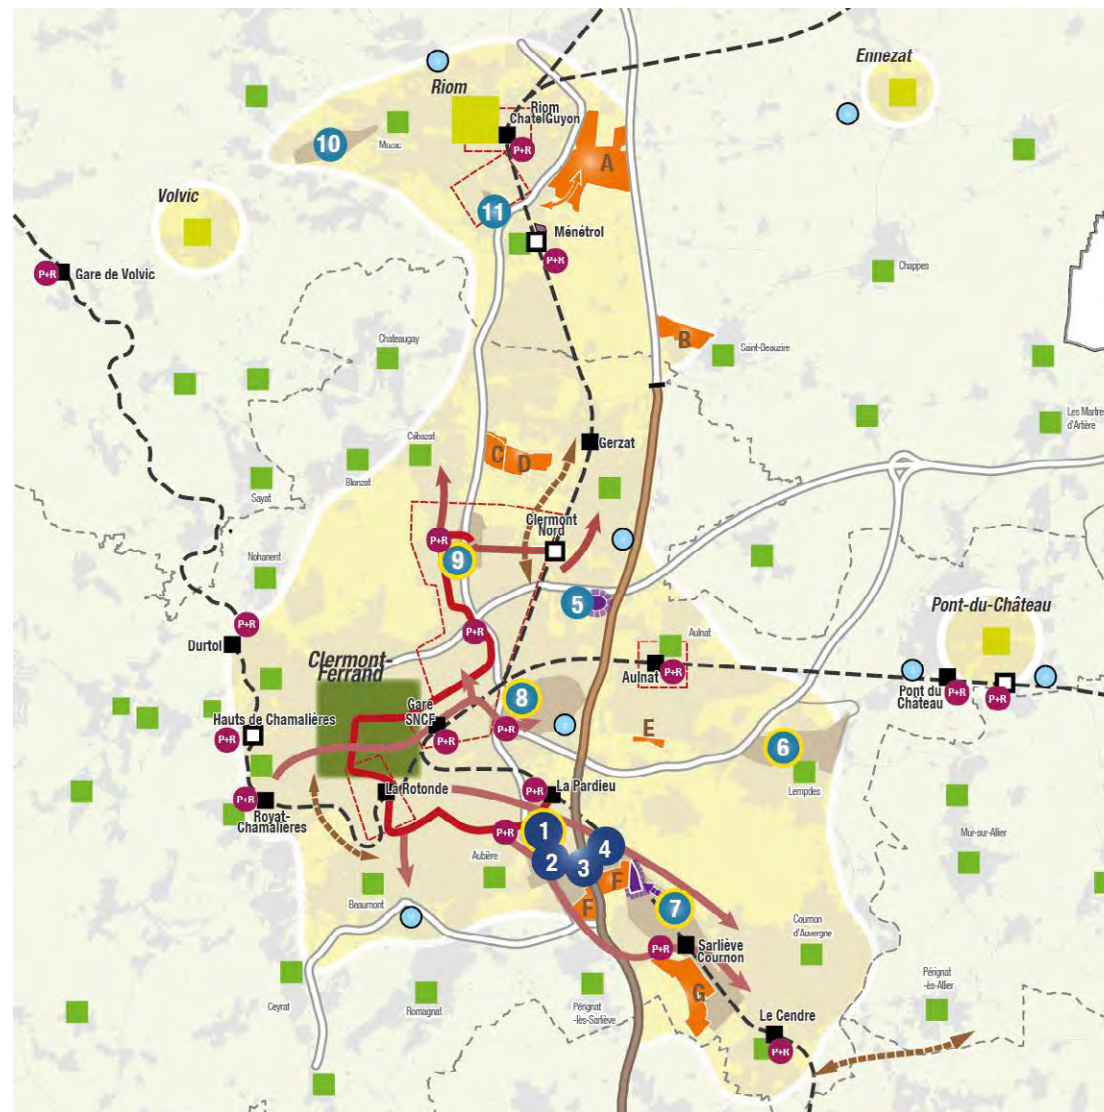 Ennezat
Riom
Riom
ChatelGuyon
10
Mozac
P+R
A
Volvic
11
Ménétrol
P+R
P+R
Gare de Volvic
Chappes
B
Chateaugay
Saint-Beauzire
Les Martres
d'Artière
Cébazat
C
D
Gerzat
Blanzat
Sayat
Clermont
Nord
P+R
9
Nohanent
5
Pont-du-Château
P+R
Durtol
P+R
Aulnat
Clermont-
Ferrand
Aulnat
P+R
Pont du
Château
P+R
P+R
8
Gare
SNCF
Hauts de Chamalières
P+R
P+R
P+R
E
6
La Pardieu
P+R
La Rotonde
Lempdes
P+R
Royat-
Chamalières
P+R
1
4
Mur-sur-Allier
Aubière
2
3
F
Beaumont
F
7
Cournon
d'Auvergne
P+R
Sarliève
Cournon
Pérignat
-ès-Allier
G
Ceyrat
Romagnat
Pérignat
-lès-Sarliève
Le Cendre
P+R